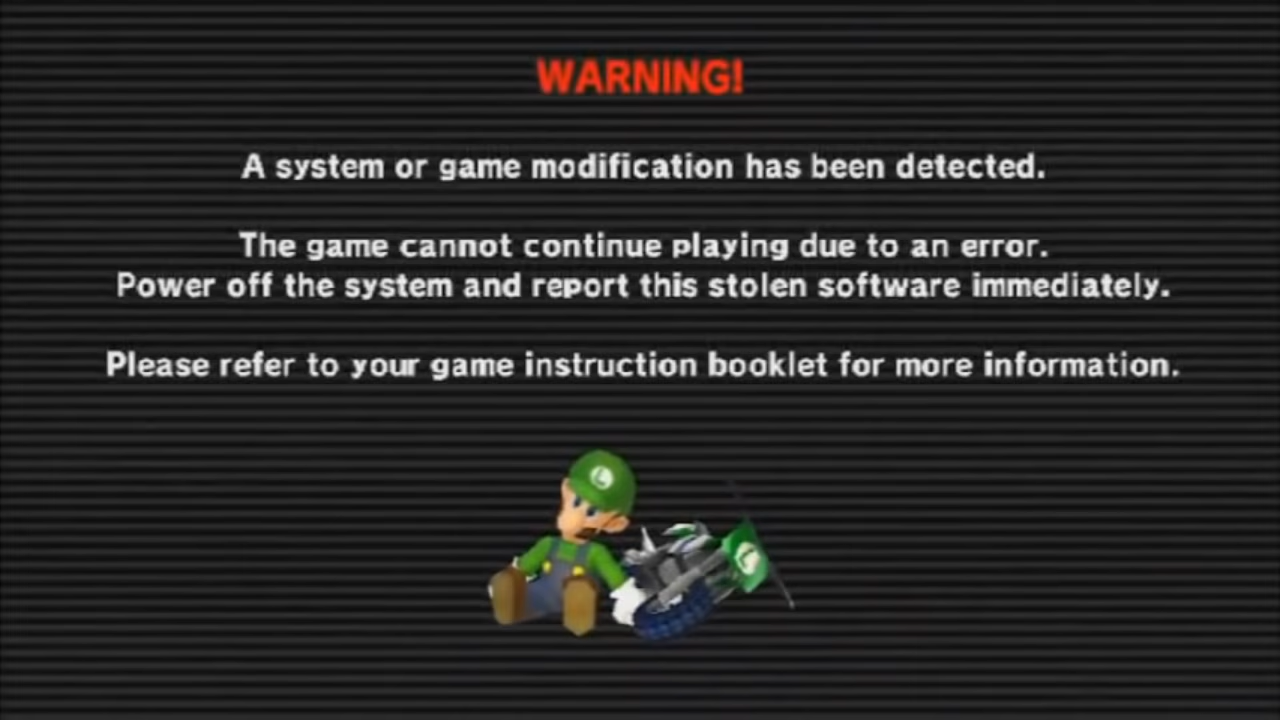 WARNING!
A system or game modification has been detected.
The game cannot continue playing due to an error.
Power off the system and report this stolen software immediately.
Please refer to your game instruction booklet for more information.
L
L